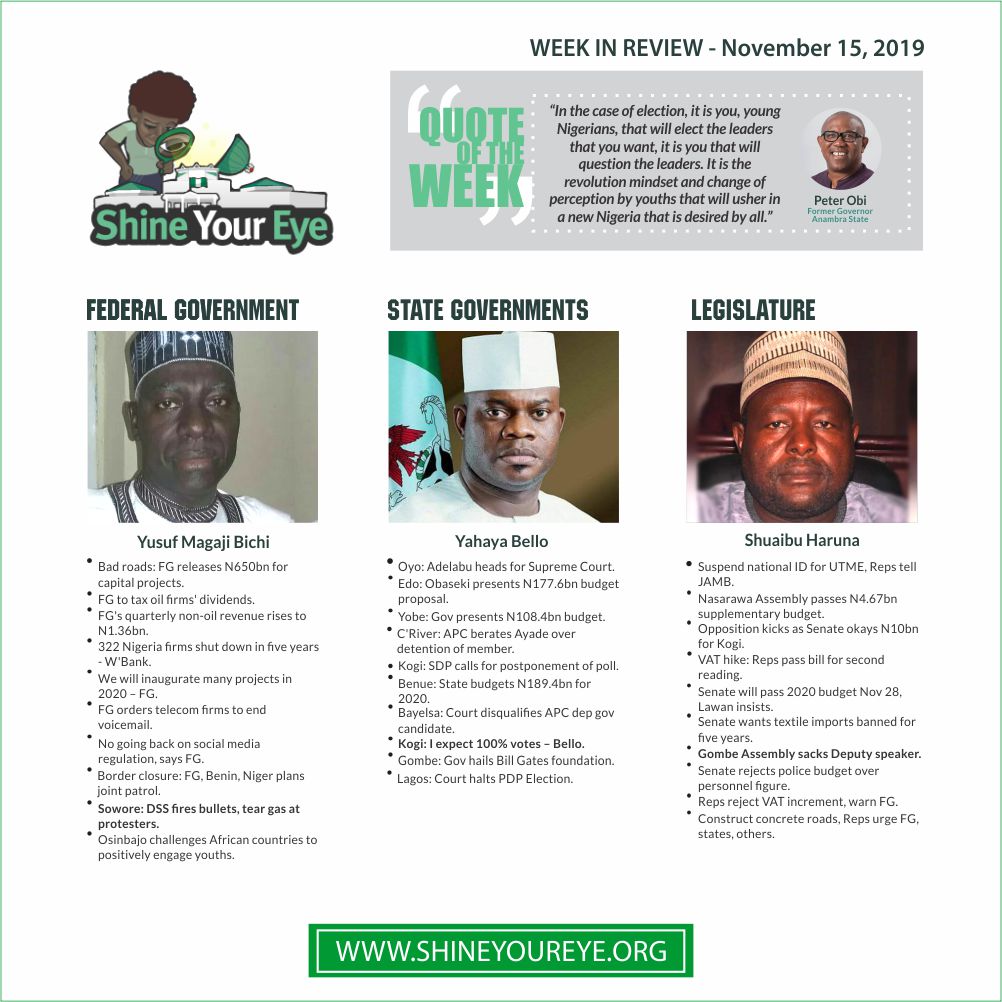 WEEK IN REVIEW - November 15, 2019
Shine Your Eye
“
QUOTE
OF THE
WEEK
”
“In the case of election, it is you, young
Nigerians, that will elect the leaders
that you want, it is you that will
question the leaders. It is the
revolution mindset and change of
perception by youths that will usher in
a new Nigeria that is desired by all.”
Peter Obi
Former Governor
Anambra State
FEDERAL GOVERNMENT
Yusuf Magaji Bichi
• Bad roads: FG releases N650bn for
capital projects.
• FG to tax oil firms' dividends.
• FG's quarterly non-oil revenue rises to
N1.36bn.
• 322 Nigeria firms shut down in five years
- W'Bank.
• We will inaugurate many projects in
2020 – FG.
• FG orders telecom firms to end
voicemail.
• No going back on social media
regulation, says FG.
• Border closure: FG, Benin, Niger plans
joint patrol.
• Sowore: DSS fires bullets, tear gas at
protesters.
• Osinbajo challenges African countries to
positively engage youths.
STATE GOVERNMENTS
Yahaya Bello
• Oyo: Adelabu heads for Supreme Court.
• Edo: Obaseki presents N177.6bn budget
proposal.
• Yobe: Gov presents N108.4bn budget.
• C'River: APC berates Ayade over
detention of member.
• Kogi: SDP calls for postponement of poll.
• Benue: State budgets N189.4bn for
2020.
• Bayelsa: Court disqualifies APC dep gov
candidate.
• Kogi: I expect 100% votes – Bello.
• Gombe: Gov hails Bill Gates foundation.
• Lagos: Court halts PDP Election.
LEGISLATURE
Shuaibu Haruna
• Suspend national ID for UTME, Reps tell
JAMB.
• Nasarawa Assembly passes N4.67bn
supplementary budget.
• Opposition kicks as Senate okays N10bn
for Kogi.
• VAT hike: Reps pass bill for second
reading.
• Senate will pass 2020 budget Nov 28,
Lawan insists.
• Senate wants textile imports banned for
five years.
• Gombe Assembly sacks Deputy speaker.
• Senate rejects police budget over
personnel figure.
• Reps reject VAT increment, warn FG.
• Construct concrete roads, Reps urge FG,
states, others.
WWW.SHINEYOUREYE.ORG